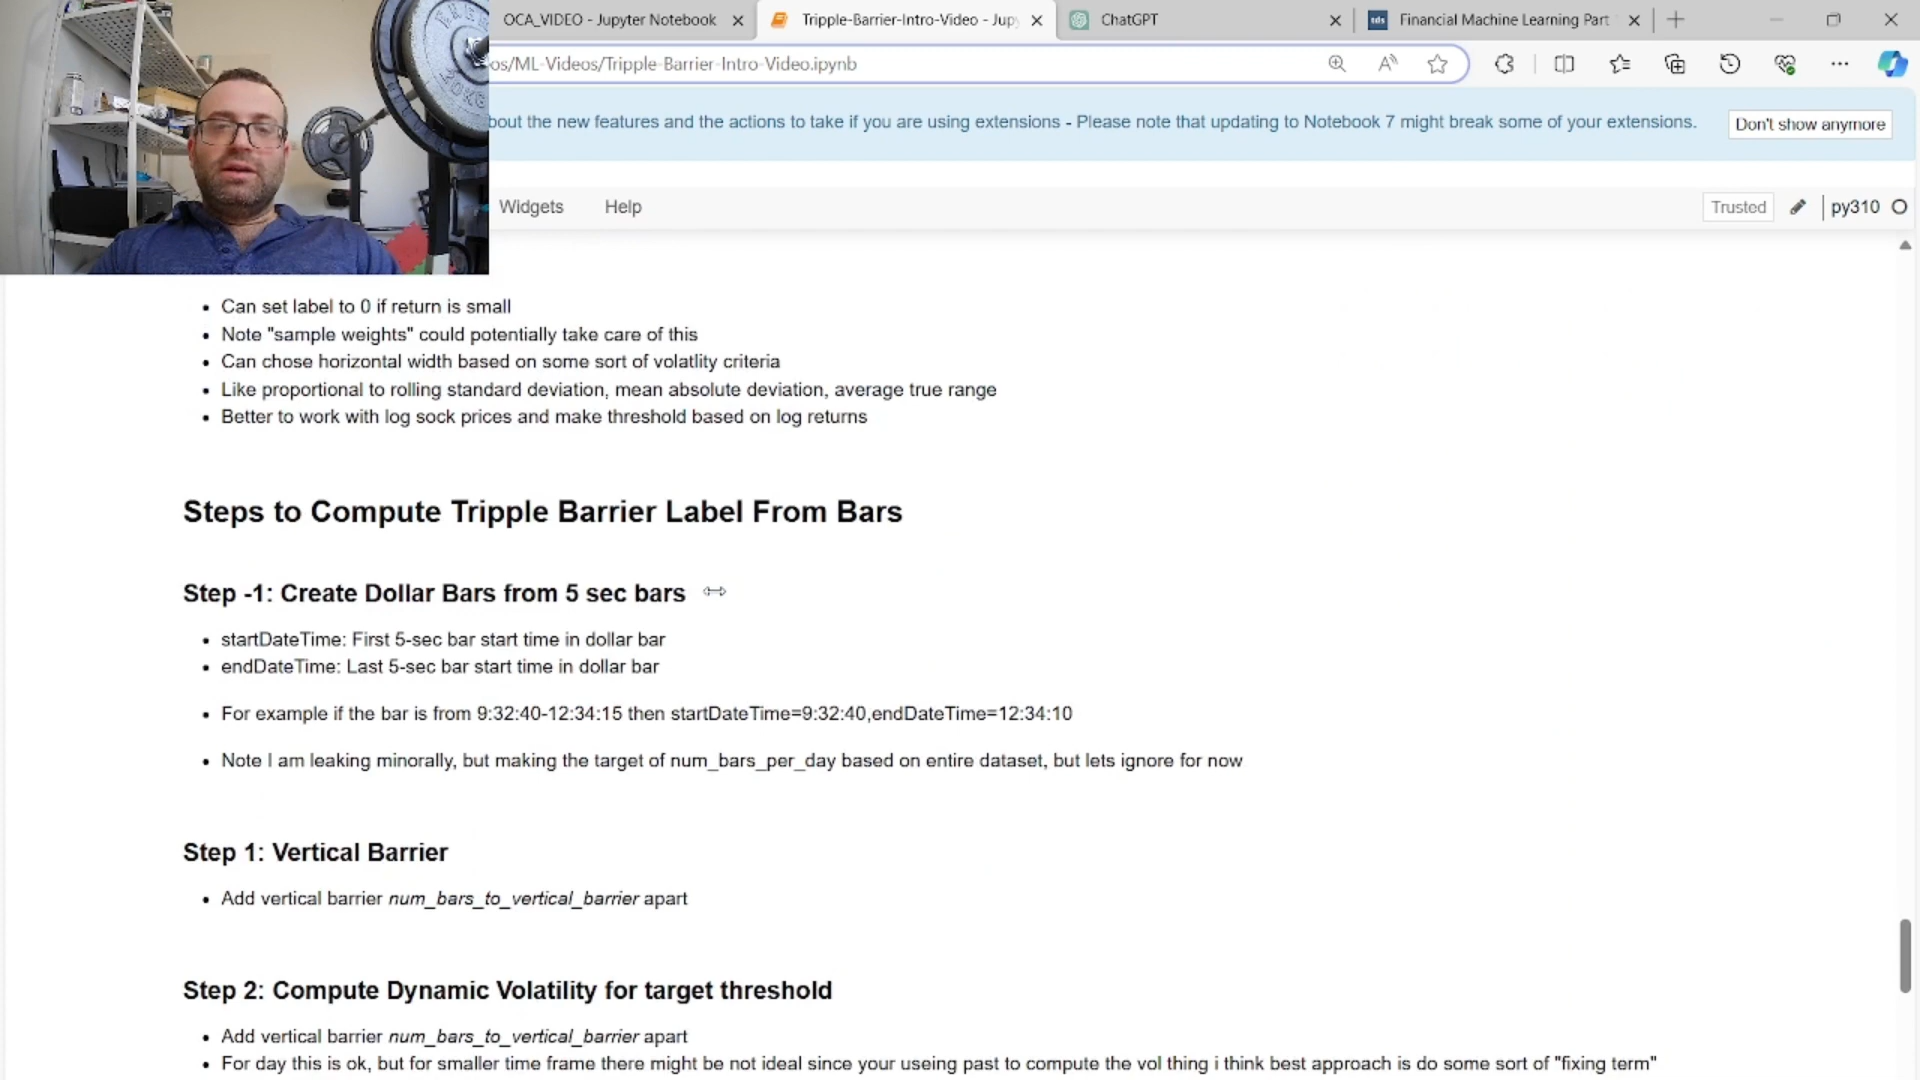 OCA_VIDEO - Jupyter Notebook
Tripple-Barrier-Intro-Video - Jup
ChatGPT
tds
Financial Machine Learning Part
os/ML-Videos/Tripple-Barrier-Intro-Video.ipynb
bout the new features and the actions to take if you are using extensions - Please note that updating to Notebook 7 might break some of your extensions.
Don't show anymore
Widgets
Help
Trusted
py310
Can set label to 0 if return is small
Note "sample weights" could potentially take care of this
Can chose horizontal width based on some sort of volatlity criteria
Like proportional to rolling standard deviation, mean absolute deviation, average true range
Better to work with log sock prices and make threshold based on log returns
Steps to Compute Tripple Barrier Label From Bars
Step -1: Create Dollar Bars from 5 sec bars
startDateTime: First 5-sec bar start time in dollar bar
endDateTime: Last 5-sec bar start time in dollar bar
For example if the bar is from 9:32:40-12:34:15 then startDateTime=9:32:40,endDateTime=12:34:10
Note I am leaking minorally, but making the target of num_bars_per_day based on entire dataset, but lets ignore for now
Step 1: Vertical Barrier
Add vertical barrier num_bars_to_vertical_barrier apart
Step 2: Compute Dynamic Volatility for target threshold
Add vertical barrier num_bars_to_vertical_barrier apart
For day this is ok, but for smaller time frame there might be not ideal since your useing past to compute the vol thing i think best approach is do some sort of "fixing term"